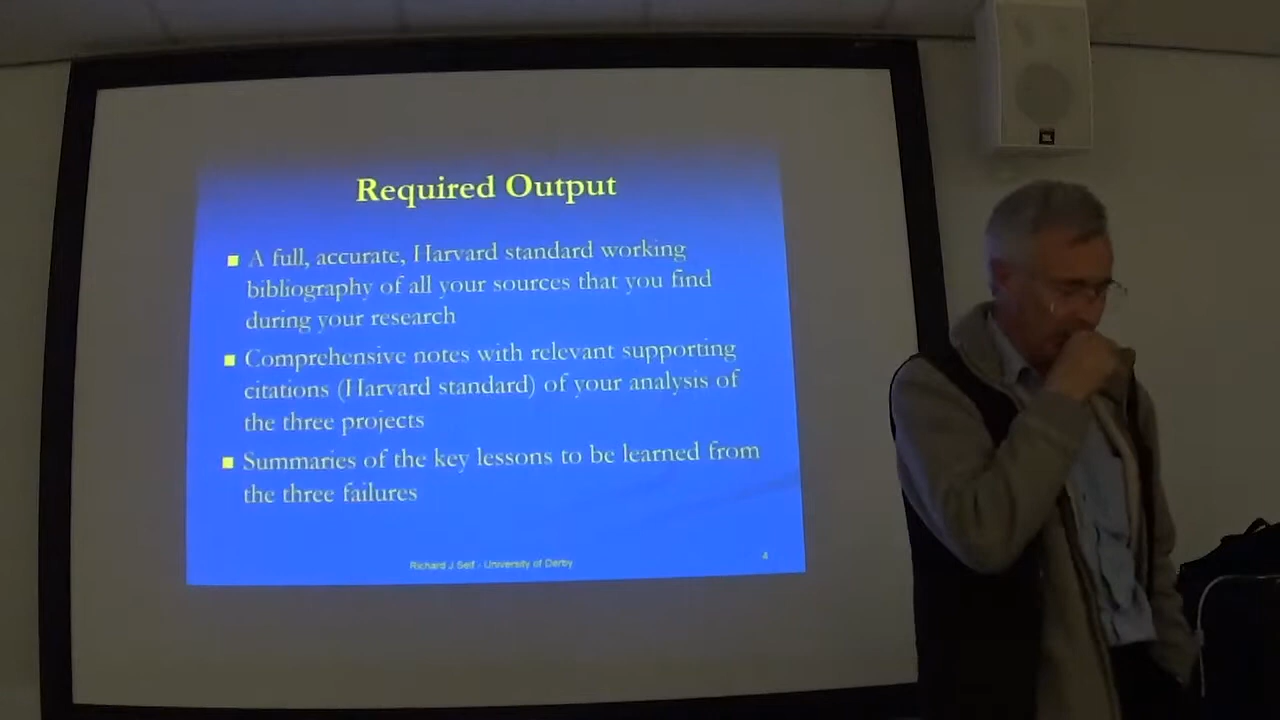 Required Output
A full, accurate, Harvard standard working
bibliography of all your sources that you find
during your research
Comprehensive notes with relevant supporting
citations (Harvard standard) of your analysis of
the three projects
Summaries of the key lessons to be learned from
the three failures
Richard J Self - University of Derby
4
JBL